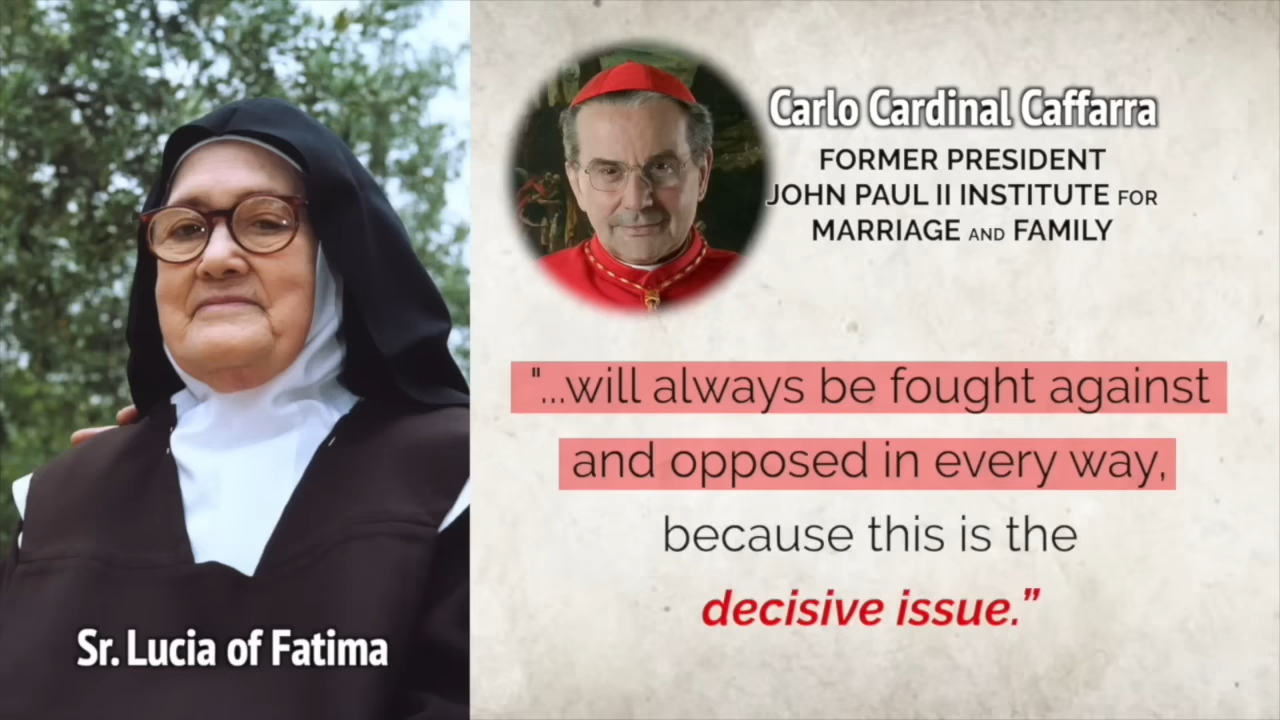 Carlo Cardinal Caffarra
FORMER PRESIDENT
JOHN PAUL II INSTITUTE FOR
MARRIAGE AND FAMILY
"...will always be fought against
and opposed in every way,
because this is the
decisive issue.”
Sr. Lucia of Fatima